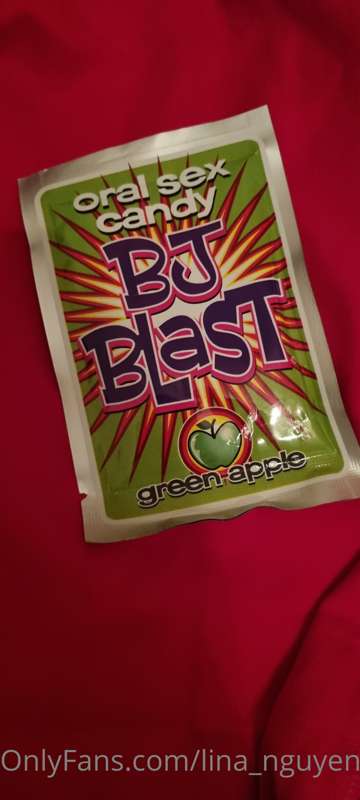 oral sex
candy
BJ
BLaST
green apple
OnlyFans.com/lina_nguyen